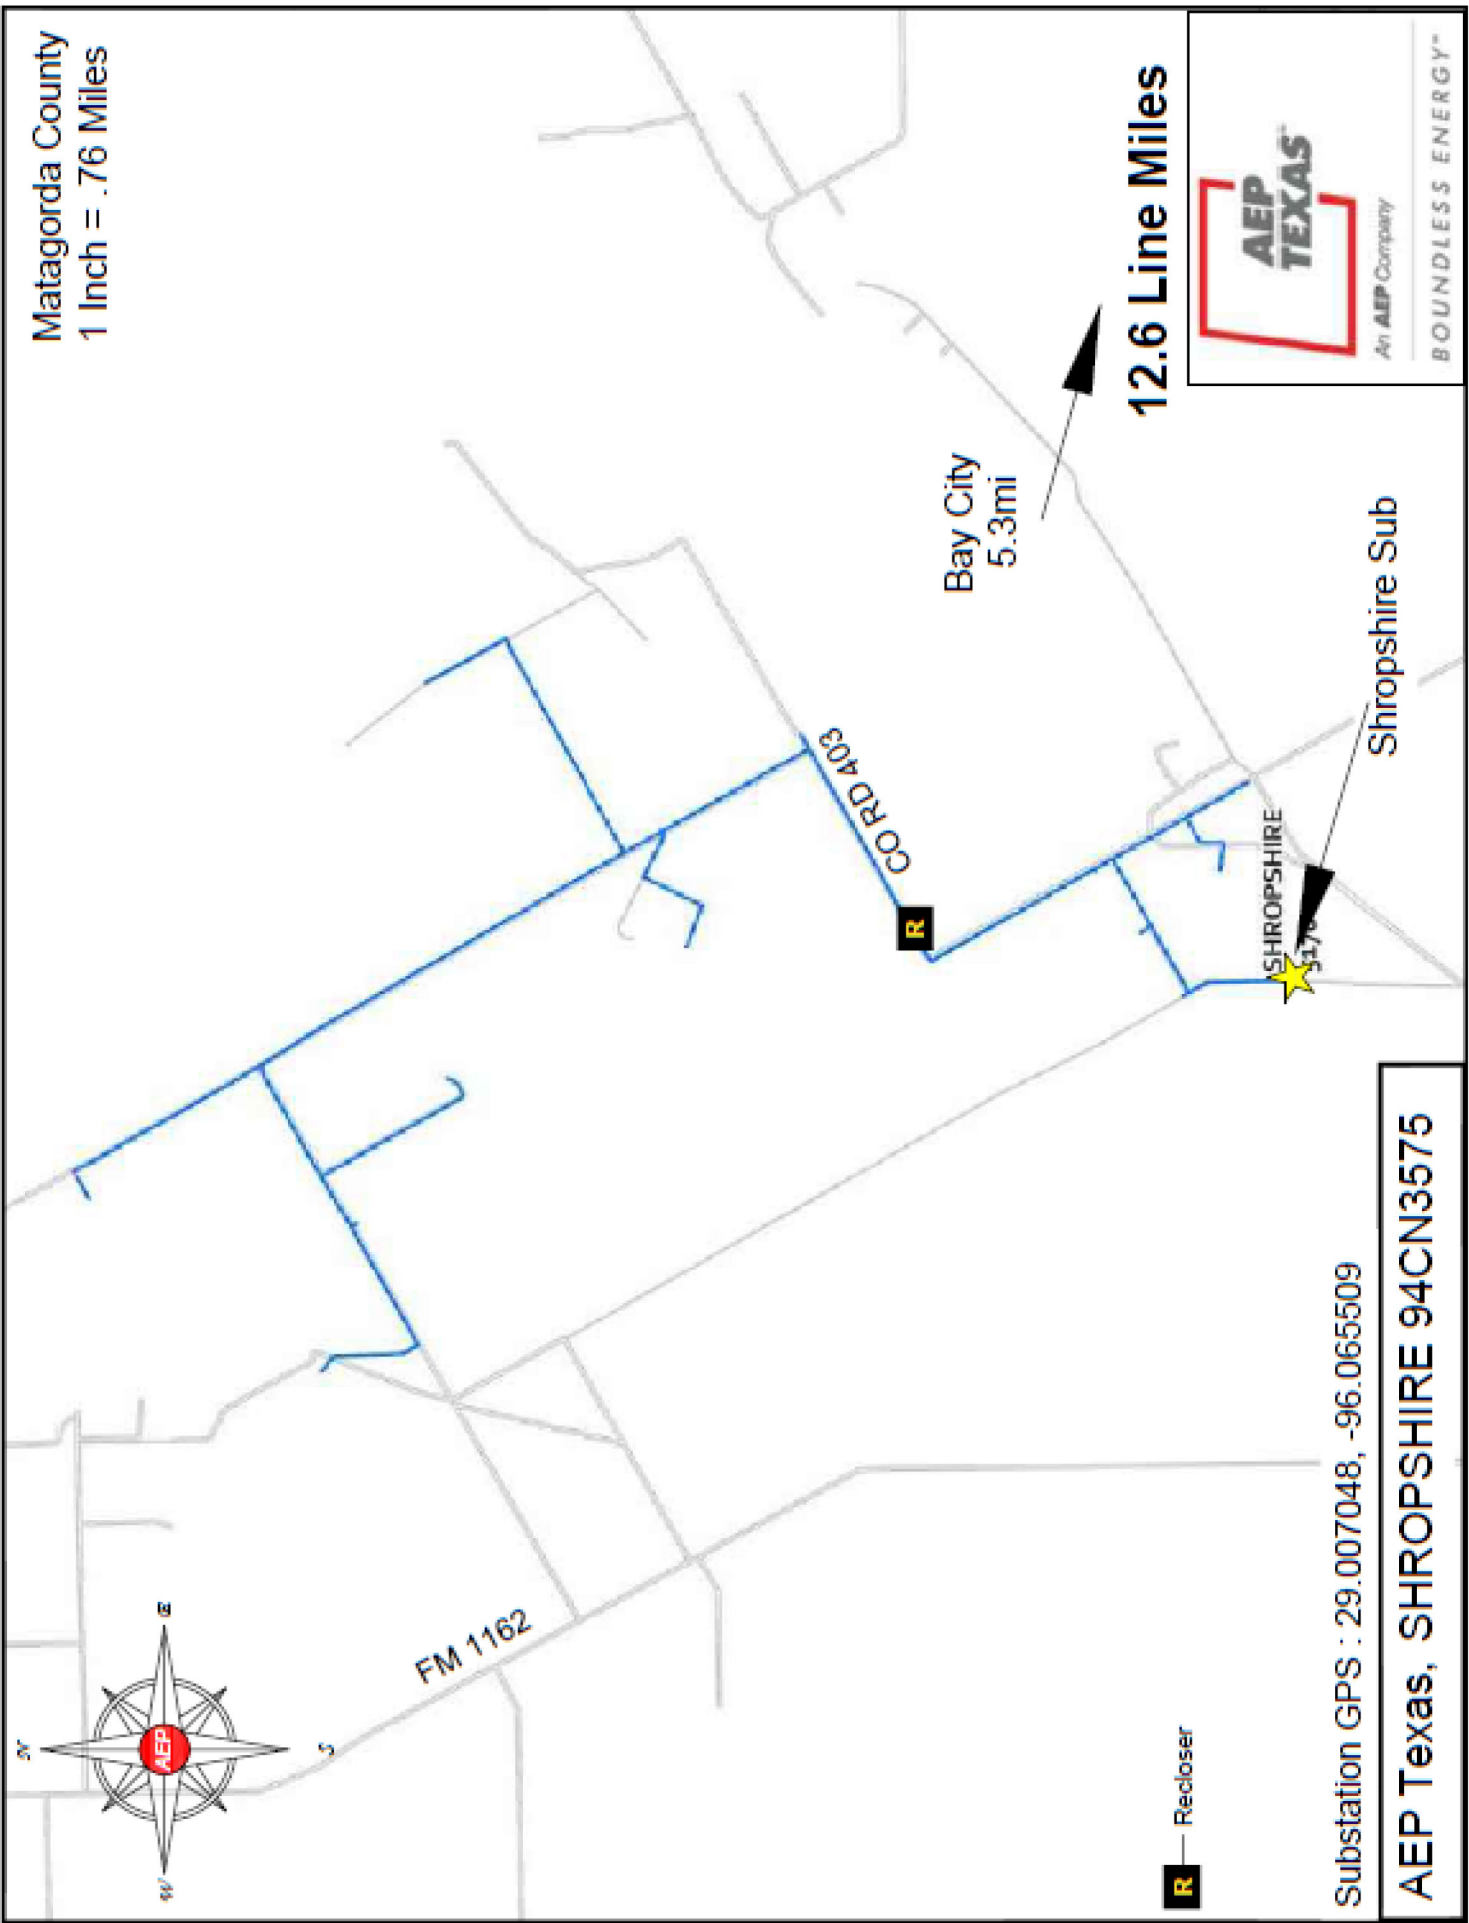 Matagorda County
1 Inch = .76 Miles
N
W
E
S
AEP
FM 1162
CO RD 403
R
Bay City
5.3mi
12.6 Line Miles
SHROPSHIRE
Shropshire Sub
R
Recloser
Substation GPS : 29.007048, -96.065509
AEP Texas, SHROPSHIRE 94CN3575
AEP
TEXAS
An AEP Company
BOUNDLESS ENERGY℠